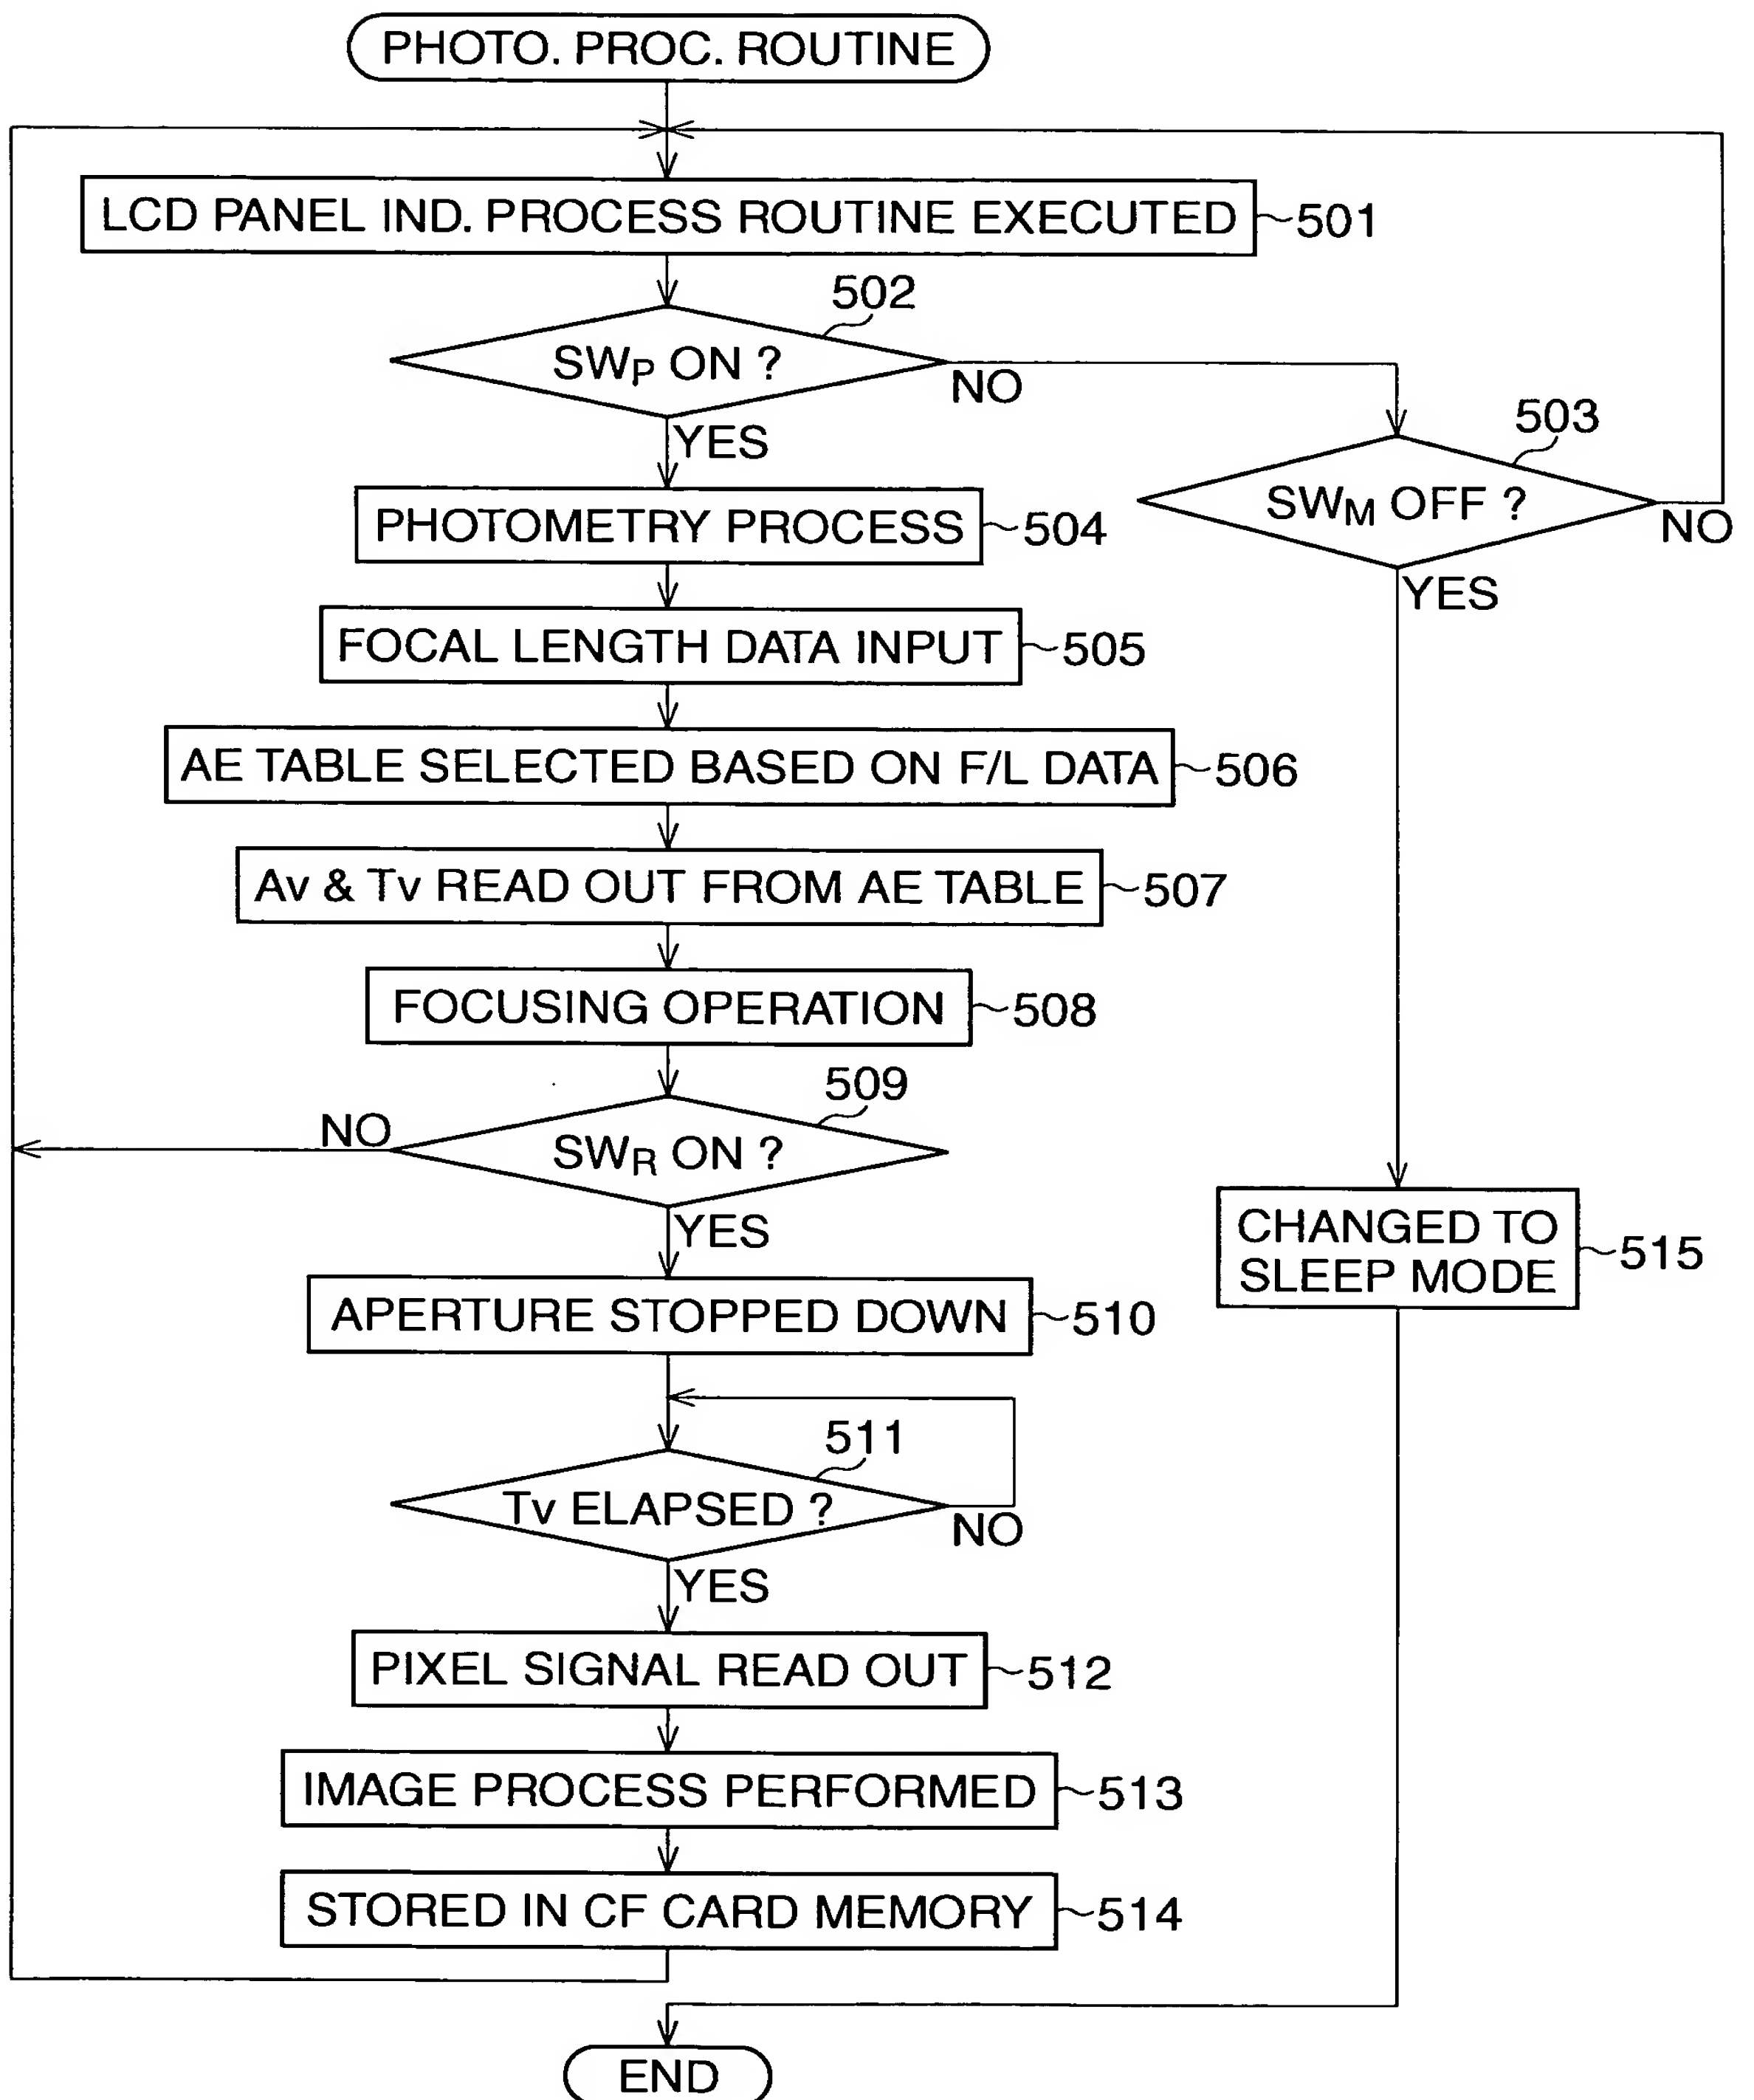 PHOTO. PROC. ROUTINE
LCD PANEL IND. PROCESS ROUTINE EXECUTED
501
502
SWP ON ?
NO
YES
503
SWM OFF ?
NO
YES
PHOTOMETRY PROCESS
504
FOCAL LENGTH DATA INPUT
505
AE TABLE SELECTED BASED ON F/L DATA
506
Av & Tv READ OUT FROM AE TABLE
507
FOCUSING OPERATION
508
509
SWR ON ?
NO
YES
CHANGED TO
SLEEP MODE
515
APERTURE STOPPED DOWN
510
511
Tv ELAPSED ?
NO
YES
PIXEL SIGNAL READ OUT
512
IMAGE PROCESS PERFORMED
513
STORED IN CF CARD MEMORY
514
END